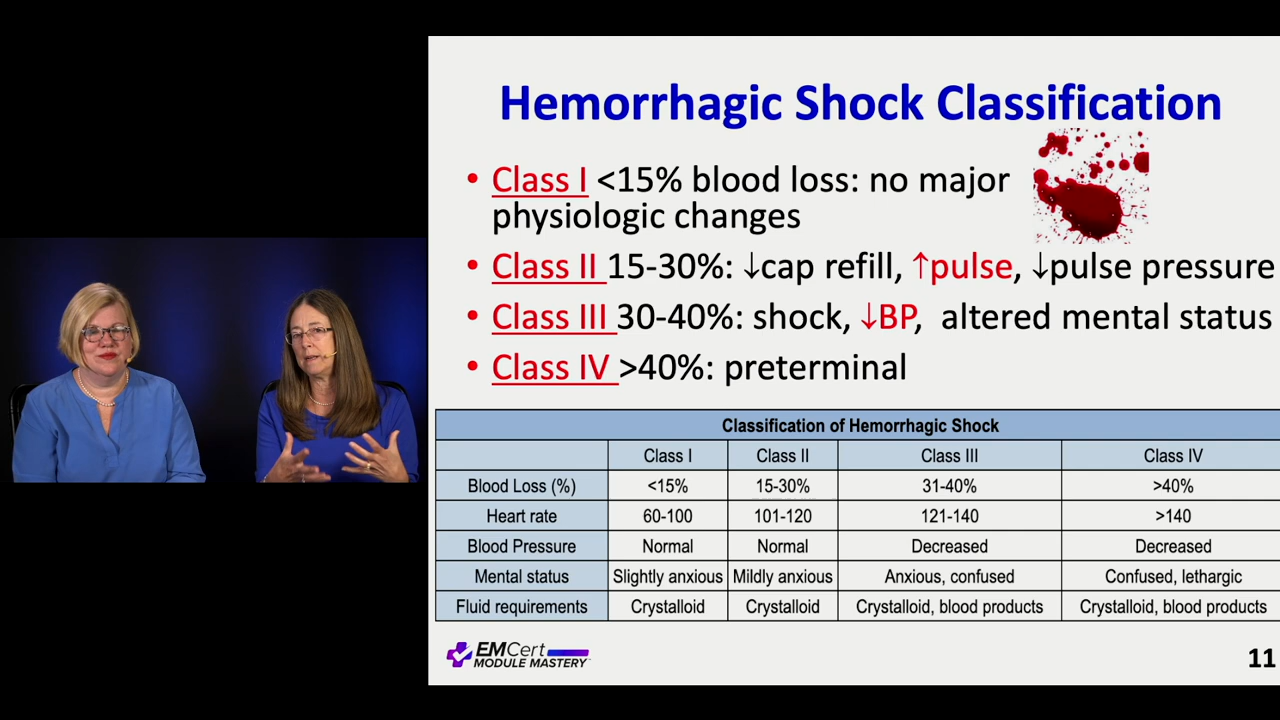 Hemorrhagic Shock Classification
• Class I <15% blood loss: no major
physiologic changes
• Class II 15-30%: ↓cap refill, ↑pulse, ↓pulse pressure
• Class III 30-40%: shock, ↓BP, altered mental status
• Class IV >40%: preterminal
Classification of Hemorrhagic Shock
Class I Class II Class III Class IV
Blood Loss (%) <15% 15-30% 31-40% >40%
Heart rate 60-100 101-120 121-140 >140
Blood Pressure Normal Normal Decreased Decreased
Mental status Slightly anxious Mildly anxious Anxious, confused Confused, lethargic
Fluid requirements Crystalloid Crystalloid Crystalloid, blood products Crystalloid, blood products
EMCert
MODULE MASTERY
11